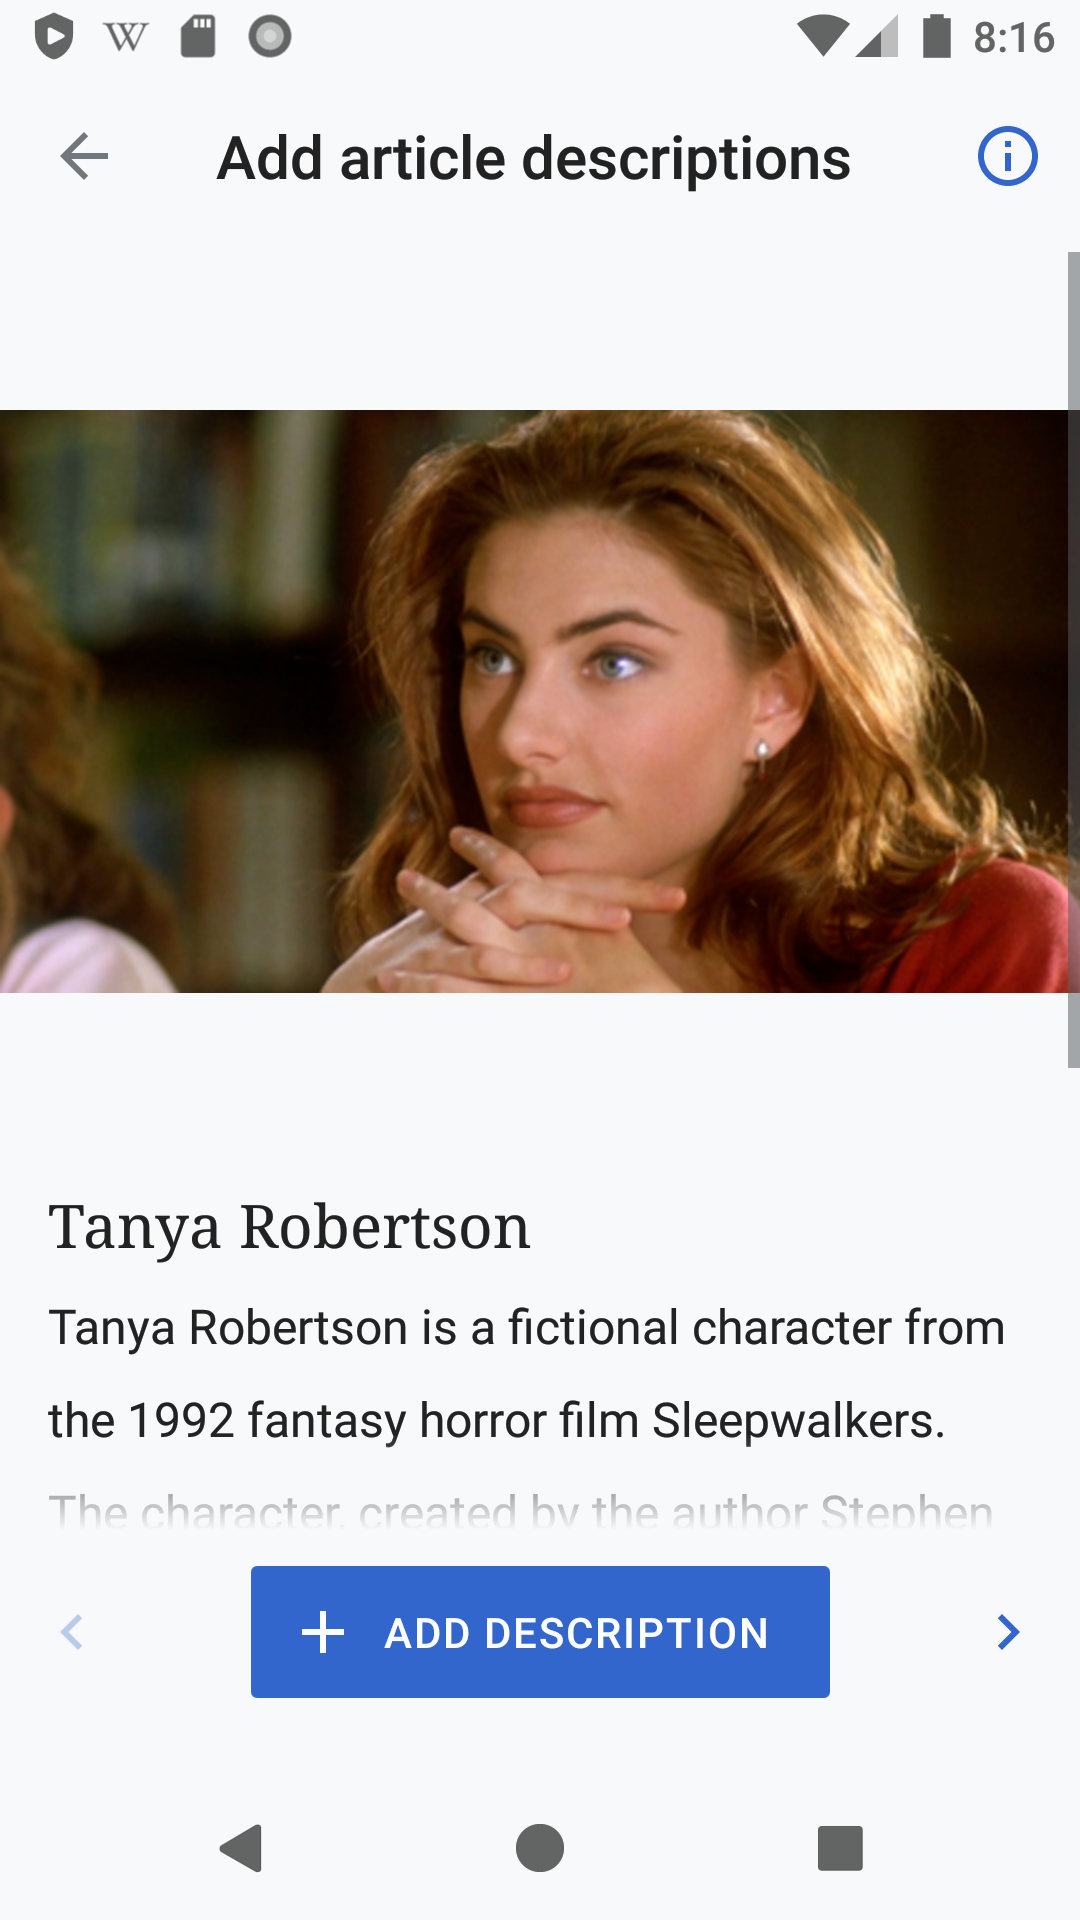 W
8:16
Add article descriptions
Tanya Robertson
Tanya Robertson is a fictional character from
the 1992 fantasy horror film Sleepwalkers.
The character, created by the author Stephen
ADD DESCRIPTION